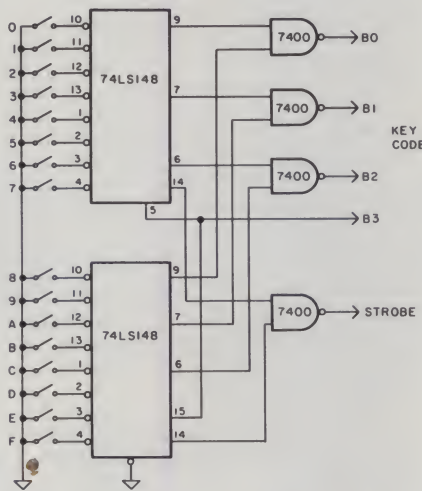 0 10 9 7400 B0
1 11
2 12 74LS148
3 13 7 7400 B1
4 1 KEY
5 2 CODE
6 3 6 7400 B2
7 4 14
5 B3
8 10 9
9 11 7400 STROBE
A 12 7
B 13 74LS148
C 1 6
D 2
E 3 15
F 4 14